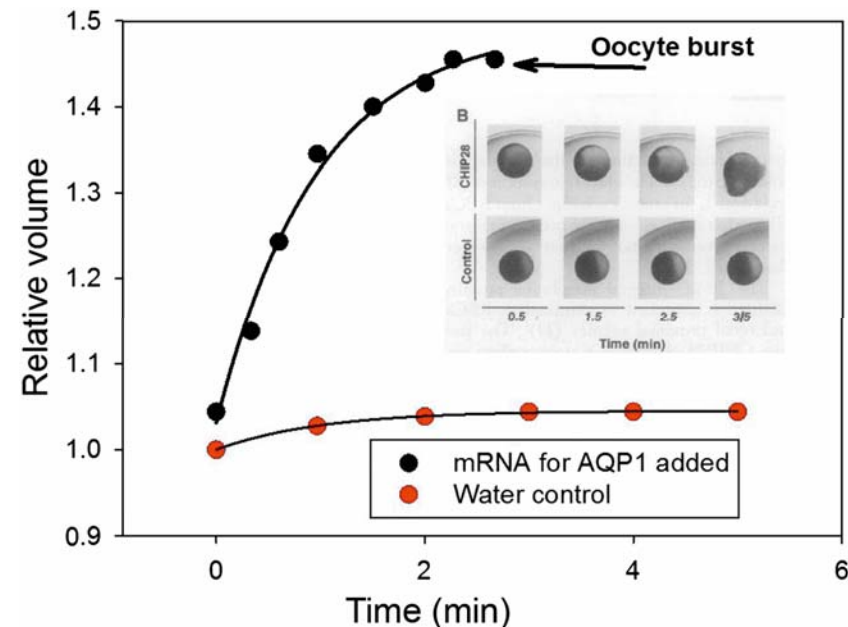 1.5
1.4
1.3
1.2
1.1
1.0
0.9
Relative volume
Oocyte burst
B
CHIP28
Control
0.5 1.5 2.5 3/5
Time (min)
mRNA for AQP1 added
Water control
0 2 4 6
Time (min)